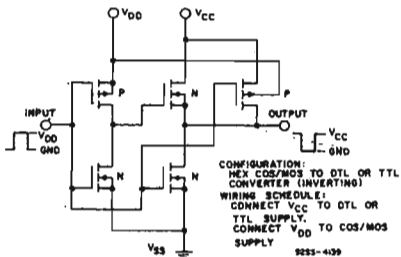 VDD
VCC
P
N
P
INPUT
VDD
GND
OUTPUT
VCC
GND
N
N
VSS
CONFIGURATION:
HEX COS/MOS TO DTL OR TTL
CONVERTER (INVERTING)
WIRING SCHEDULE:
CONNECT VCC TO DTL OR
TTL SUPPLY.
CONNECT VDD TO COS/MOS
SUPPLY
92SS-4139